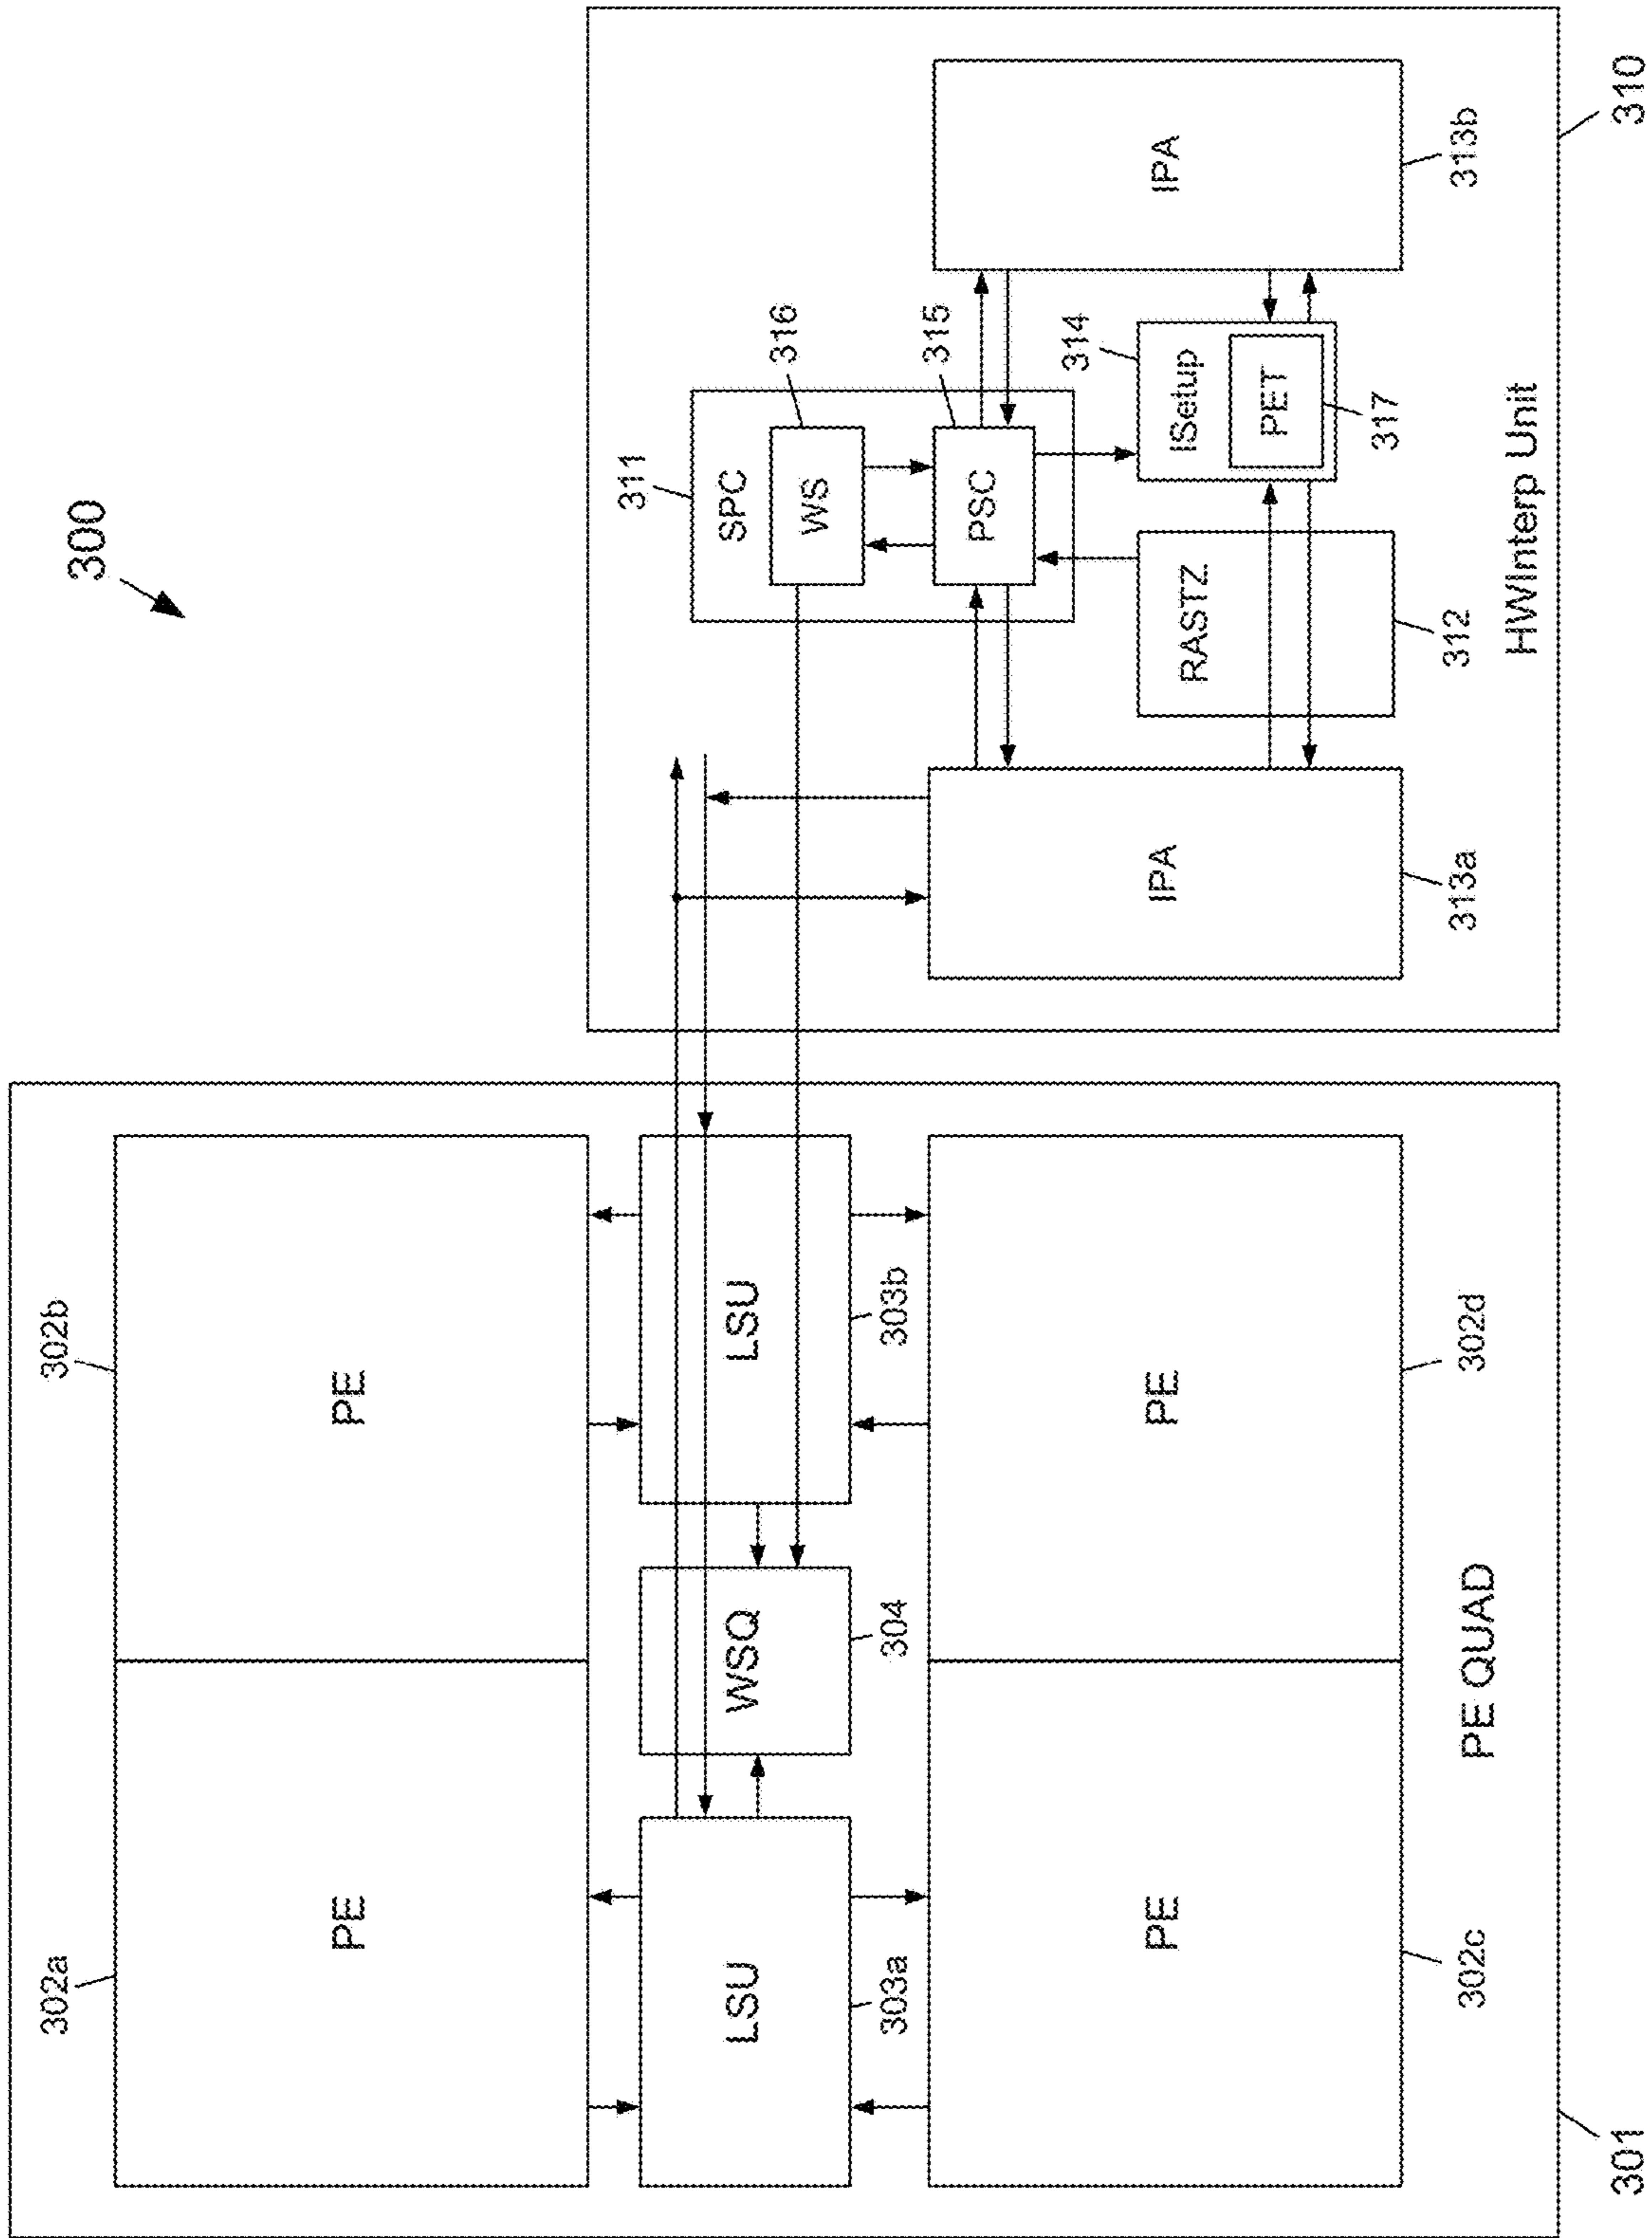 300
302a
302b
PE
PE
LSU
303a
WSQ
304
LSU
303b
PE
PE
302c
302d
PE QUAD
301
311
SPC
WS
316
PSC
315
IPA
313a
RASTZ
312
ISetup
314
PET
317
IPA
313b
HWInterp Unit
310